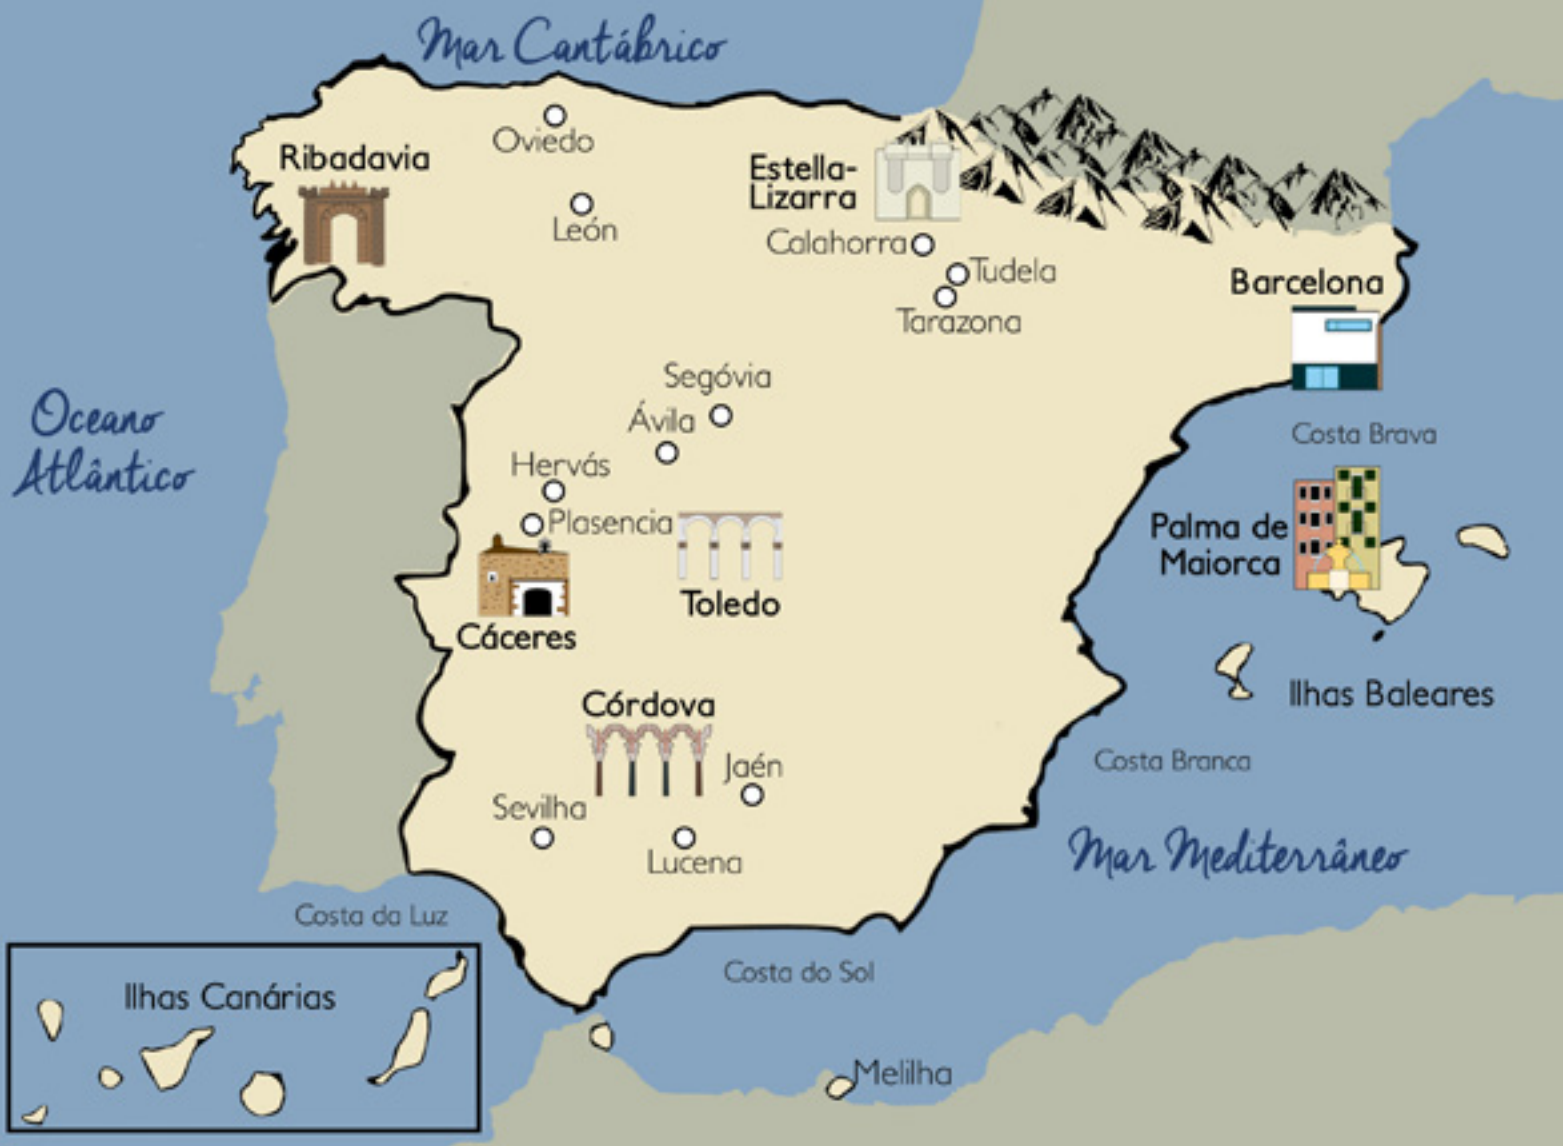 Mar Cantábrico
Oviedo
Ribadavia
Estella-
Lizarra
León
Calahorra
Tudela
Barcelona
Tarazona
Segóvia
Oceano
Atlântico
Ávila
Costa Brava
Hervás
Plasencia
Palma de
Maiorca
Toledo
Cáceres
Ilhas Baleares
Córdova
Costa Branca
Jaén
Sevilha
Mar Mediterrâneo
Lucena
Costa da Luz
Costa do Sol
Ilhas Canárias
Melilha